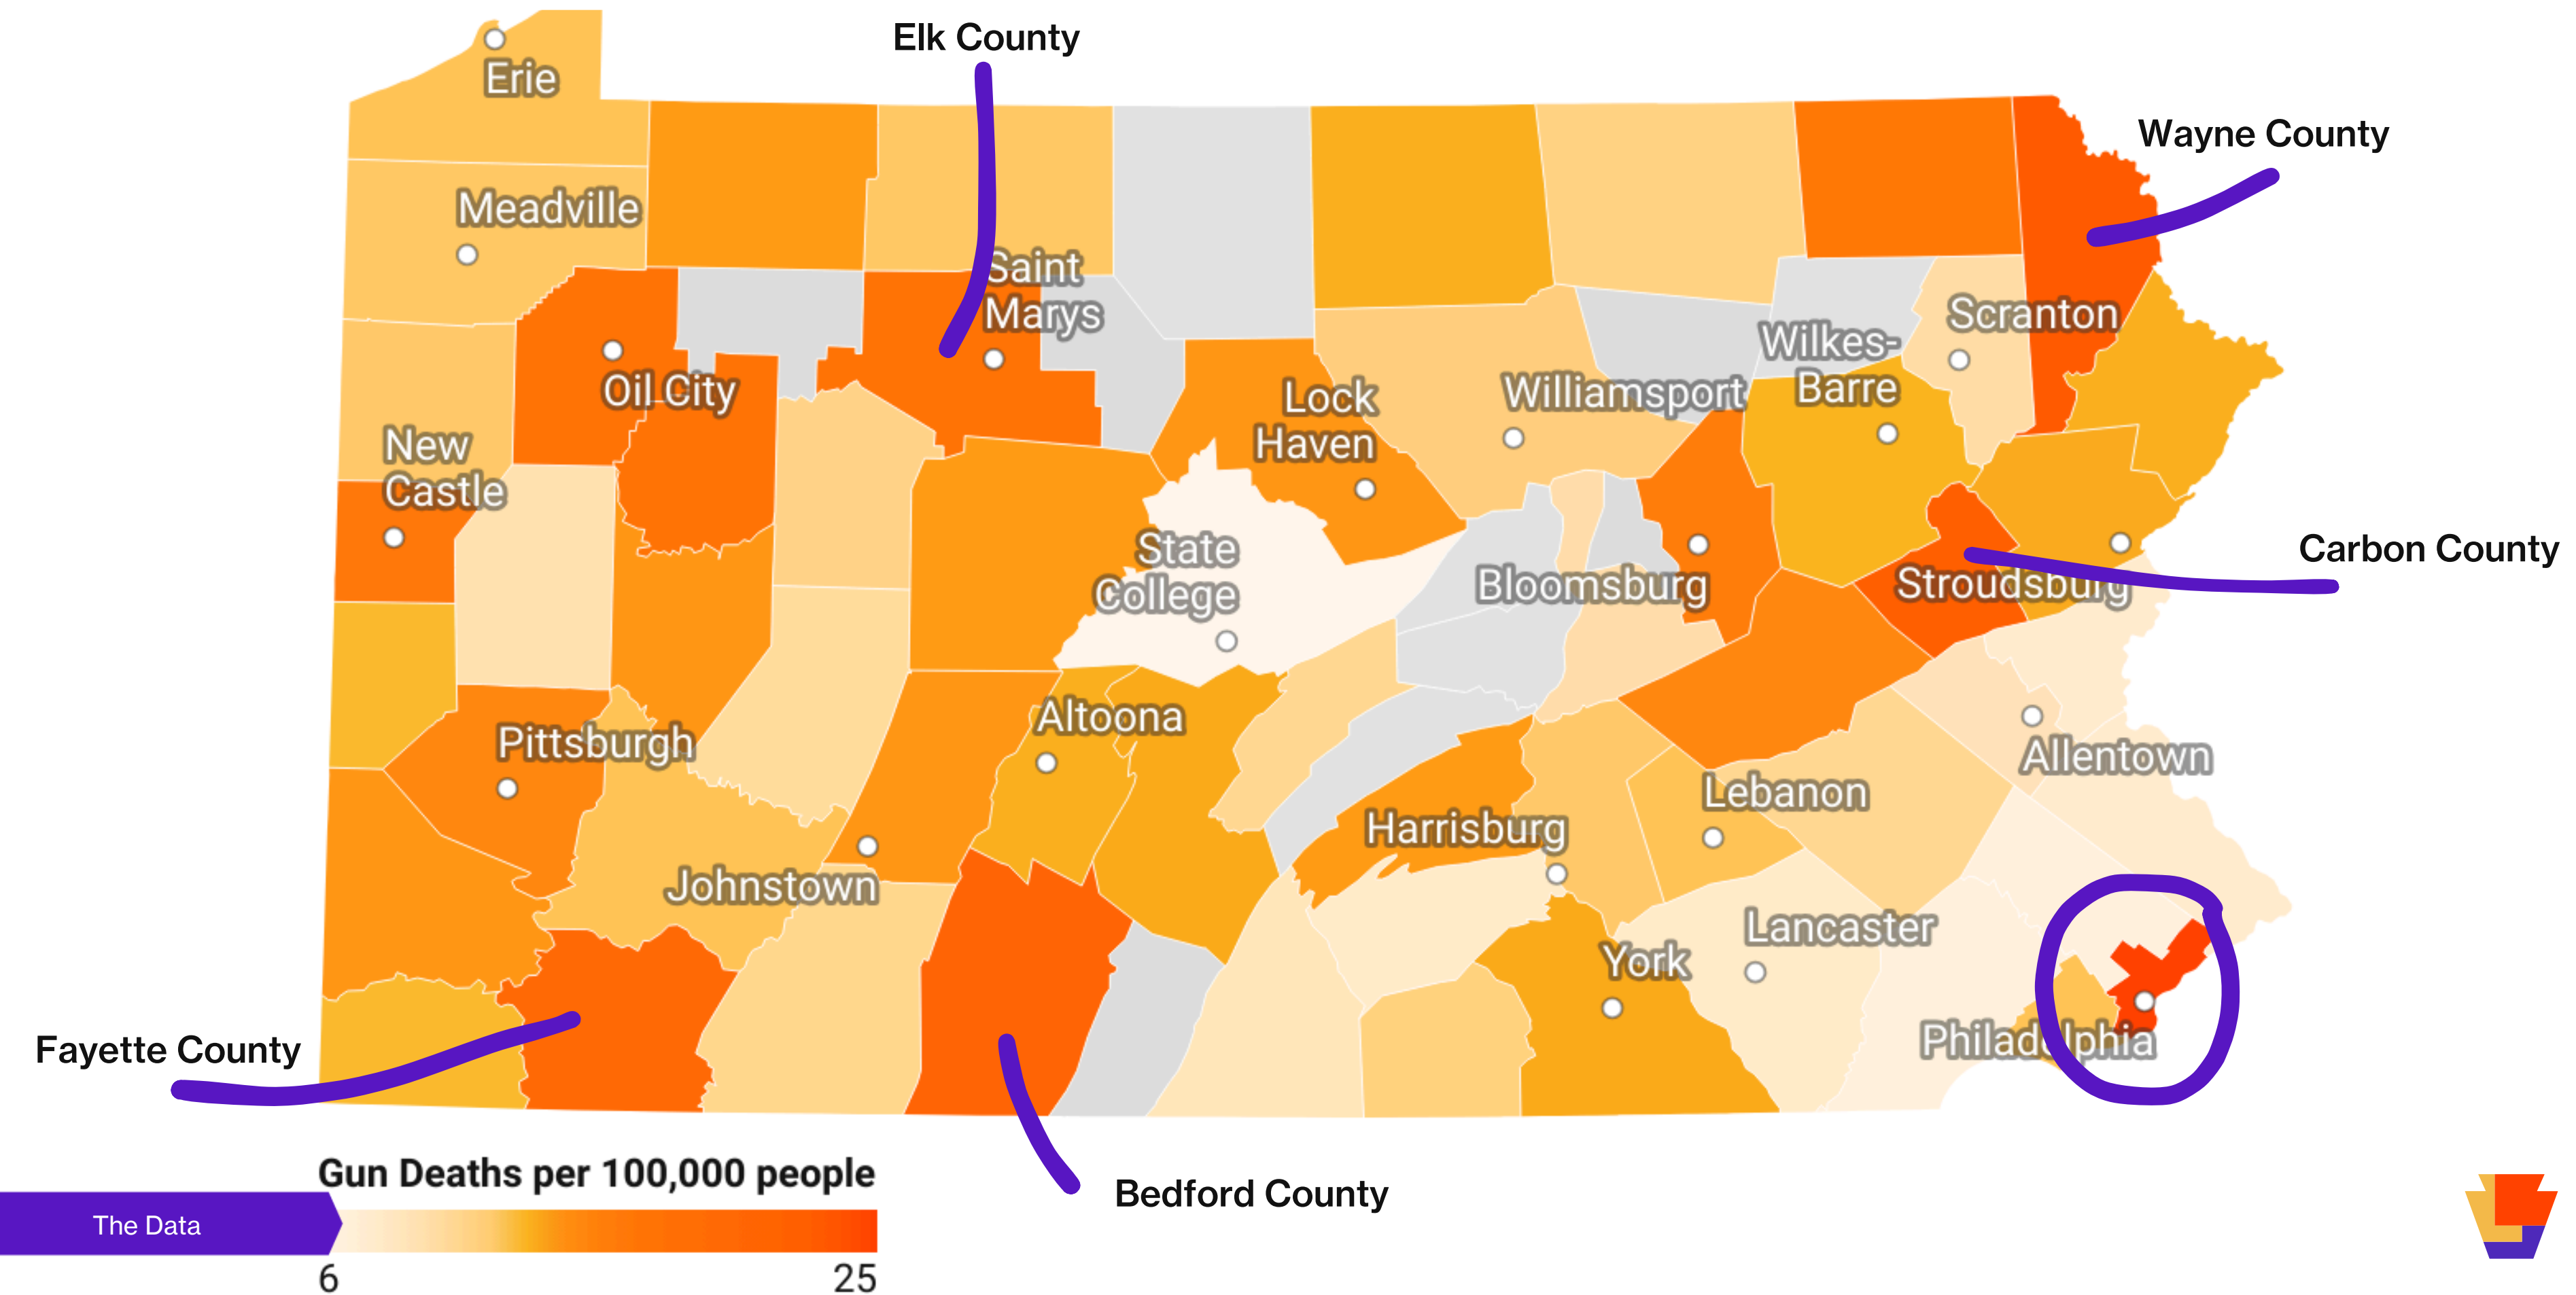 Elk County
Erie
Wayne County
Meadville
Saint
Marys
Scranton
Wilkes-
Barre
Oil City
Lock
Haven
Williamsport
New
Castle
State
College
Bloomsburg
Carbon County
Stroudsburg
Altoona
Pittsburgh
Allentown
Lebanon
Harrisburg
Johnstown
Lancaster
York
Philadelphia
Fayette County
Bedford County
Gun Deaths per 100,000 people
The Data
6
25